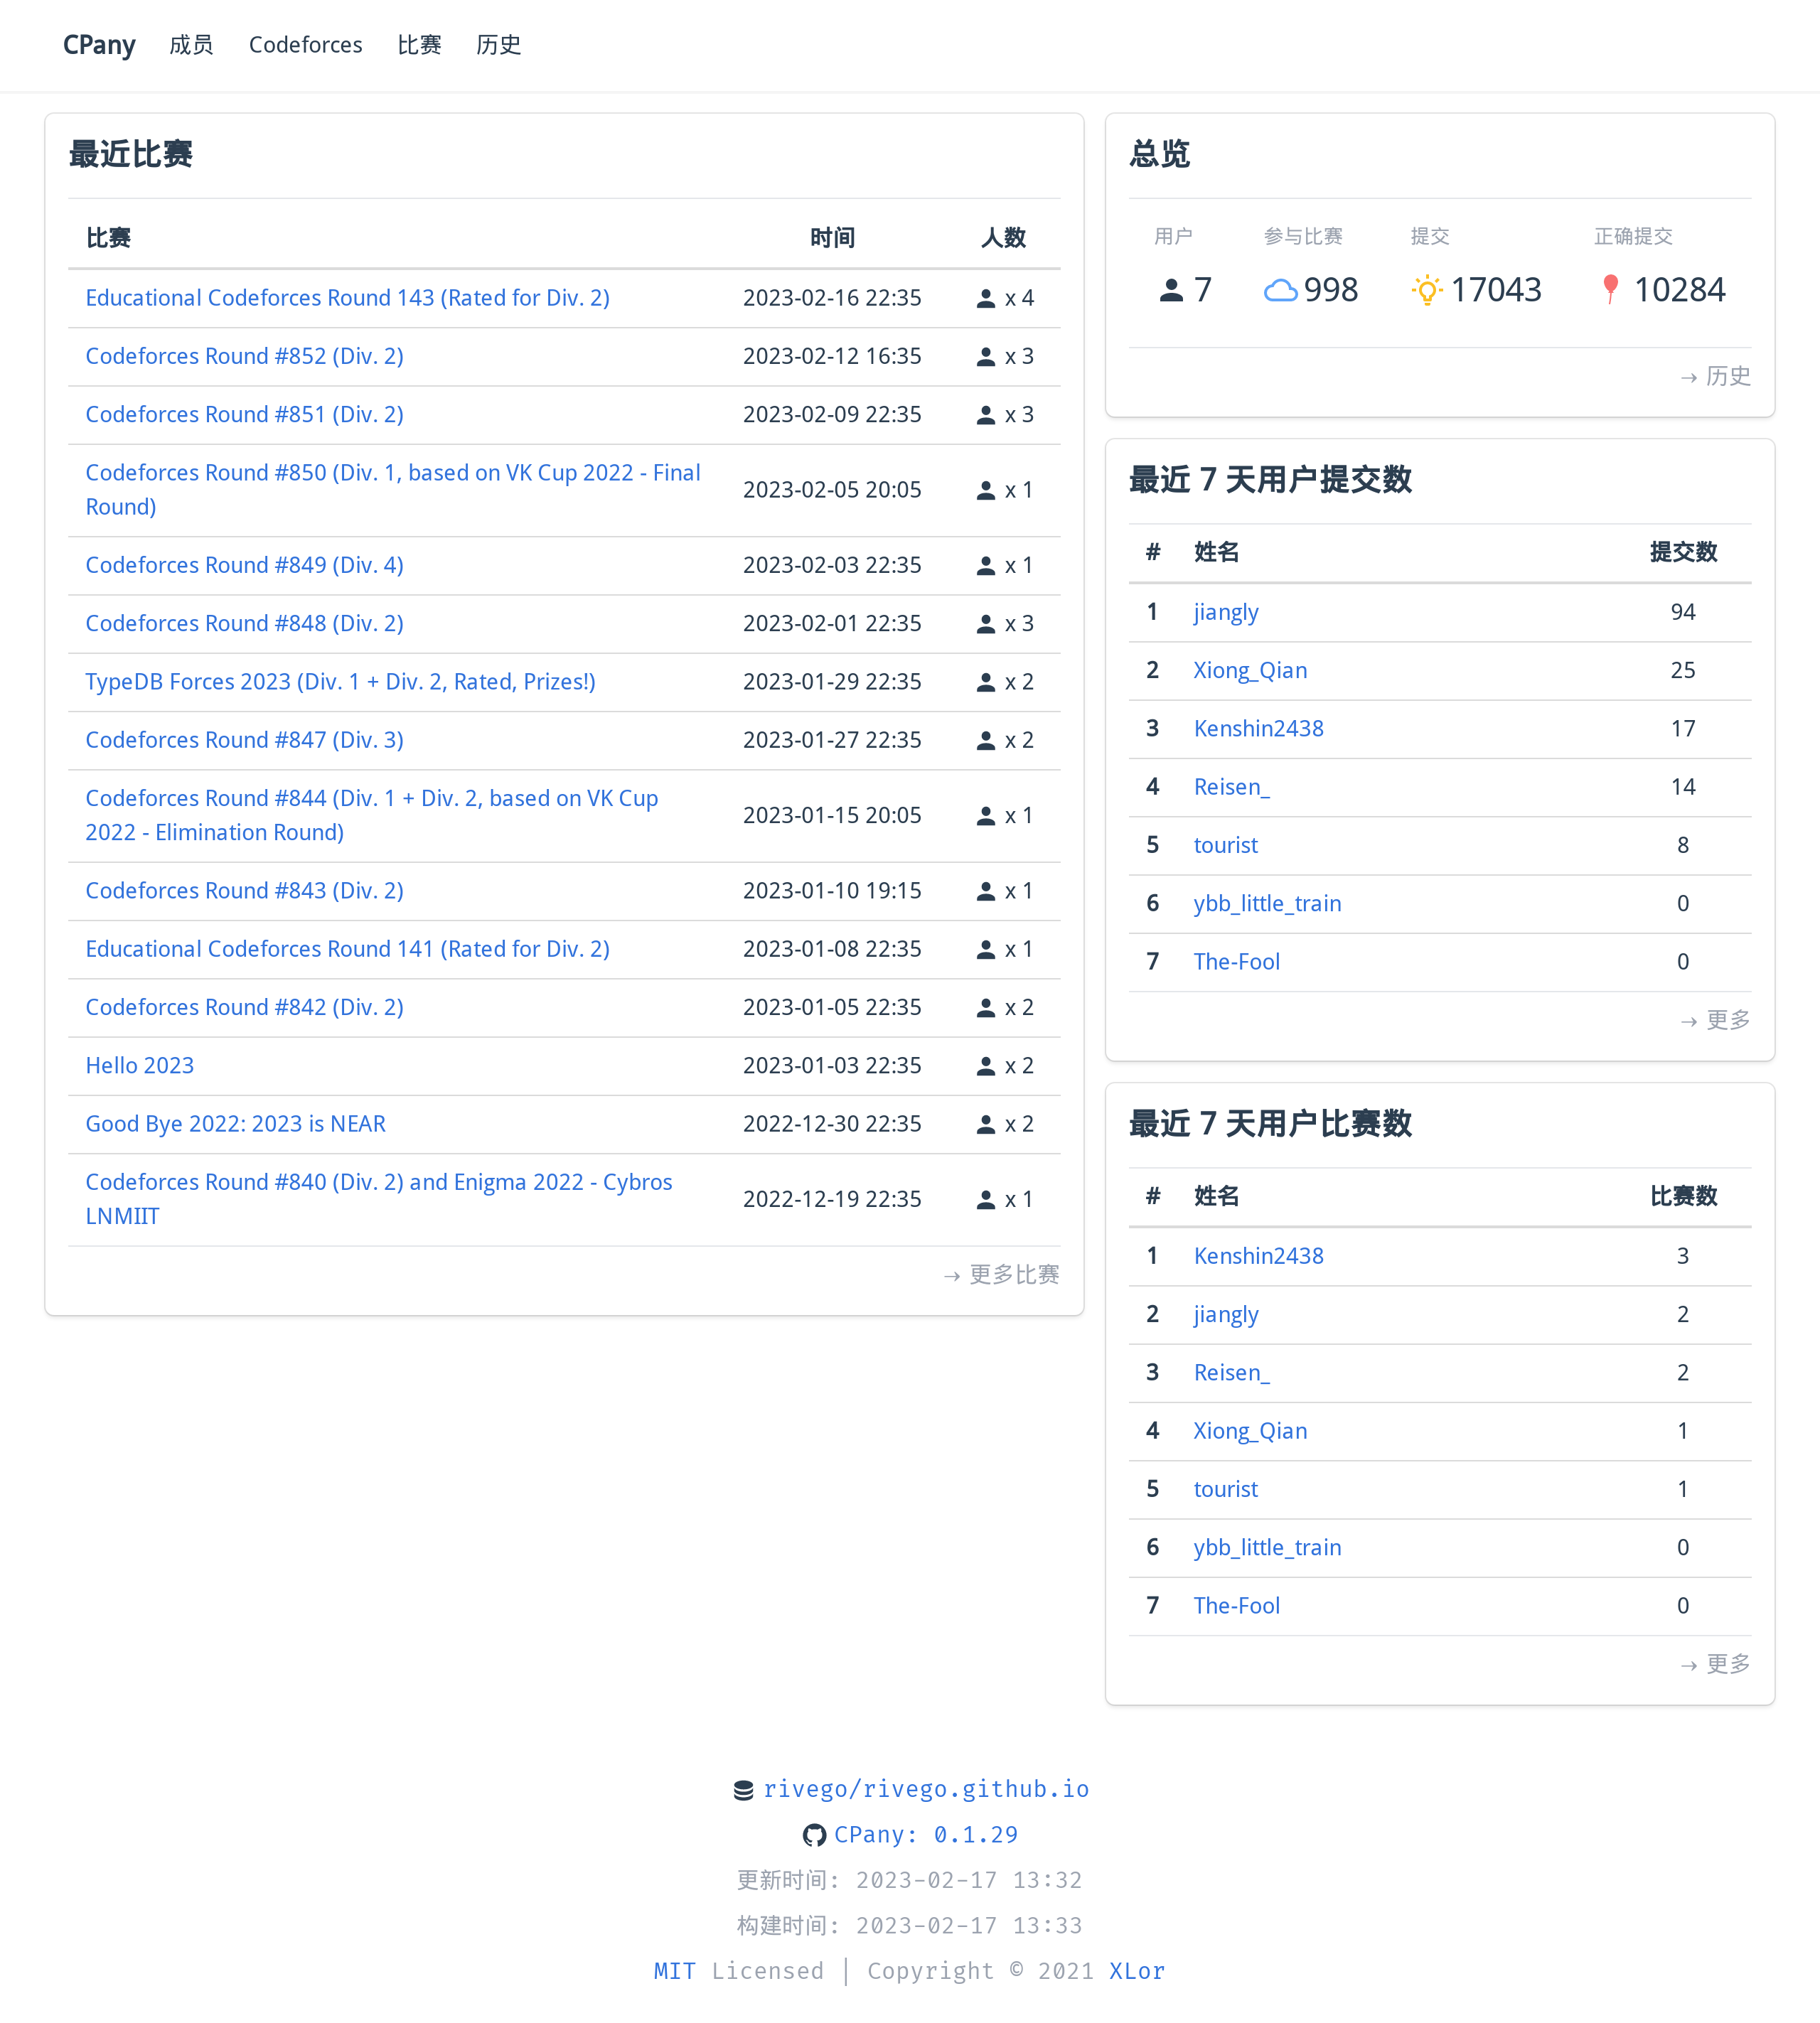 CPany 成员 Codeforces 比赛 历史
最近比赛
比赛 时间 人数
Educational Codeforces Round 143 (Rated for Div. 2) 2023-02-16 22:35 x 4
Codeforces Round #852 (Div. 2) 2023-02-12 16:35 x 3
Codeforces Round #851 (Div. 2) 2023-02-09 22:35 x 3
Codeforces Round #850 (Div. 1, based on VK Cup 2022 - Final
Round) 2023-02-05 20:05 x 1
Codeforces Round #849 (Div. 4) 2023-02-03 22:35 x 1
Codeforces Round #848 (Div. 2) 2023-02-01 22:35 x 3
TypeDB Forces 2023 (Div. 1 + Div. 2, Rated, Prizes!) 2023-01-29 22:35 x 2
Codeforces Round #847 (Div. 3) 2023-01-27 22:35 x 2
Codeforces Round #844 (Div. 1 + Div. 2, based on VK Cup
2022 - Elimination Round) 2023-01-15 20:05 x 1
Codeforces Round #843 (Div. 2) 2023-01-10 19:15 x 1
Educational Codeforces Round 141 (Rated for Div. 2) 2023-01-08 22:35 x 1
Codeforces Round #842 (Div. 2) 2023-01-05 22:35 x 2
Hello 2023 2023-01-03 22:35 x 2
Good Bye 2022: 2023 is NEAR 2022-12-30 22:35 x 2
Codeforces Round #840 (Div. 2) and Enigma 2022 - Cybros
LNMIIT 2022-12-19 22:35 x 1
→ 更多比赛
总览
用户 参与比赛 提交 正确提交
7 998 17043 10284
→ 历史
最近 7 天用户提交数
# 姓名 提交数
1 jiangly 94
2 Xiong_Qian 25
3 Kenshin2438 17
4 Reisen_ 14
5 tourist 8
6 ybb_little_train 0
7 The-Fool 0
→ 更多
最近 7 天用户比赛数
# 姓名 比赛数
1 Kenshin2438 3
2 jiangly 2
3 Reisen_ 2
4 Xiong_Qian 1
5 tourist 1
6 ybb_little_train 0
7 The-Fool 0
→ 更多
rivego/rivego.github.io
CPany: 0.1.29
更新时间: 2023-02-17 13:32
构建时间: 2023-02-17 13:33
MIT Licensed | Copyright © 2021 XLor